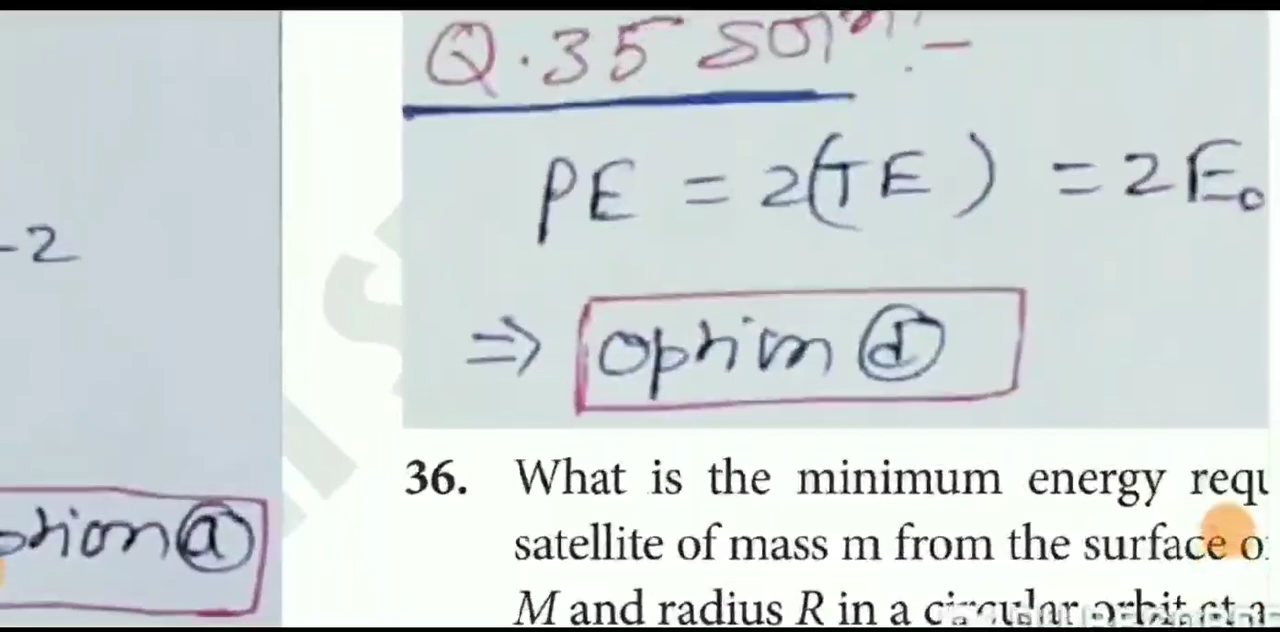 Q.35 Soln:-
PE = 2(TE) = 2E₀
⇒ option (d)
-2
option (a)
36. What is the minimum energy requ
satellite of mass m from the surface o
M and radius R in a circular orbit at a